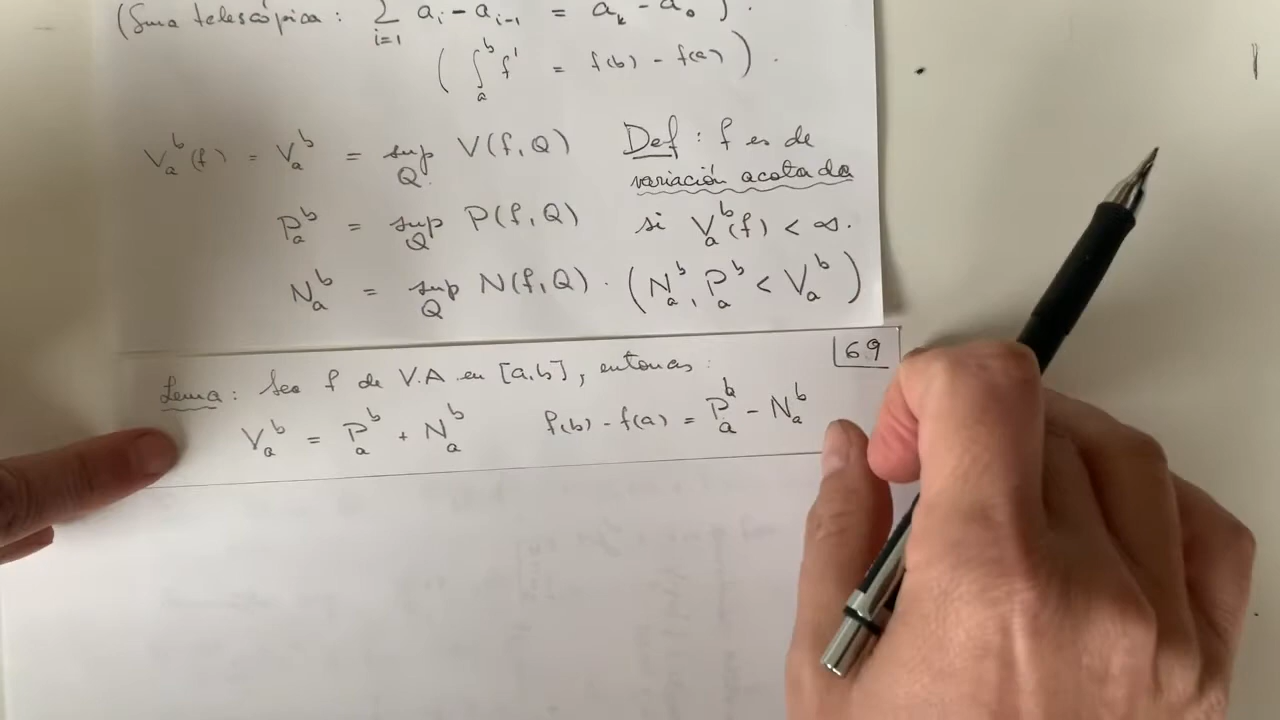 (Suma telescópica: ∑_{i=1} a_i - a_{i-1} = a_k - a_0).
(∫_a^b f' = f(b) - f(a)).
V_a^b(f) = V_a^b = sup_Q V(f,Q)
P_a^b = sup_Q P(f,Q)
N_a^b = sup_Q N(f,Q). (N_a^b, P_a^b < V_a^b)
Def: f es de
variación acotada
si V_a^b(f) < ∞.
69
Lema: Sea f de V.A en [a,b], entonces:
V_a^b = P_a^b + N_a^b f(b) - f(a) = P_a^b - N_a^b